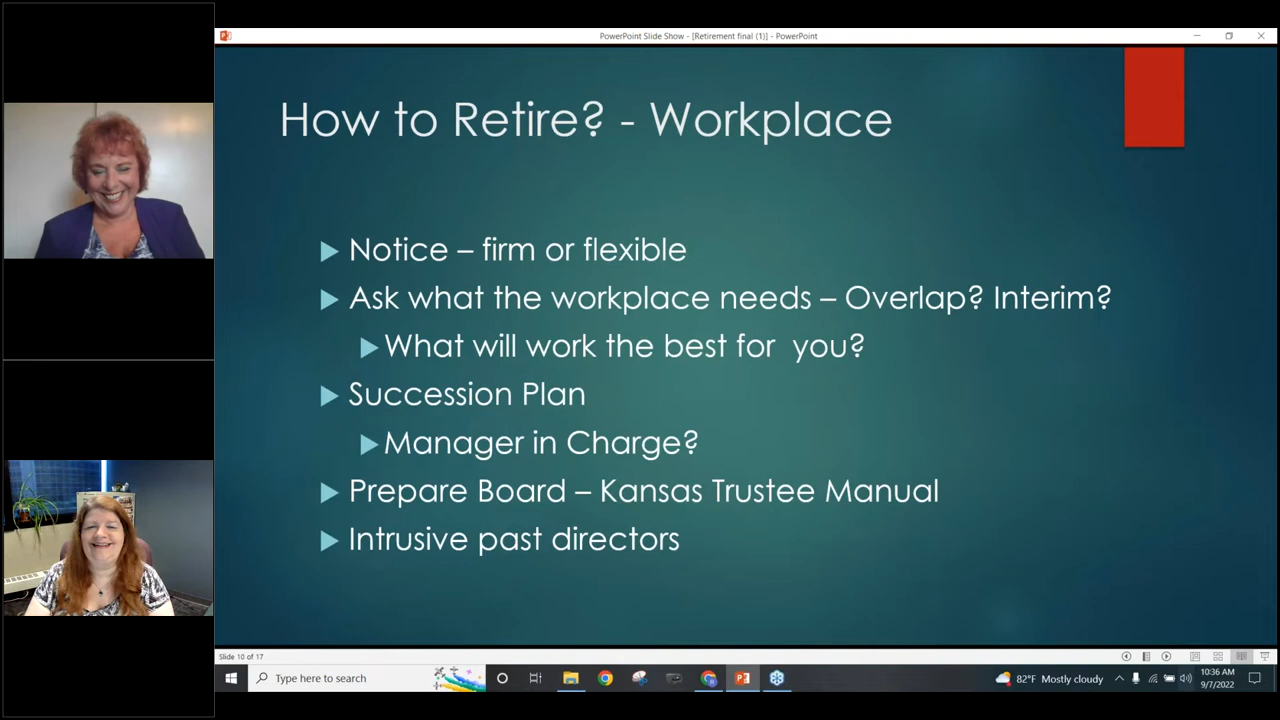 PowerPoint Slide Show - [Retirement final (1)] - PowerPoint
How to Retire? - Workplace
Notice – firm or flexible
Ask what the workplace needs – Overlap? Interim?
What will work the best for you?
Succession Plan
Manager in Charge?
Prepare Board – Kansas Trustee Manual
Intrusive past directors
Slide 10 of 17
Type here to search
82°F Mostly cloudy
10:36 AM
9/7/2022